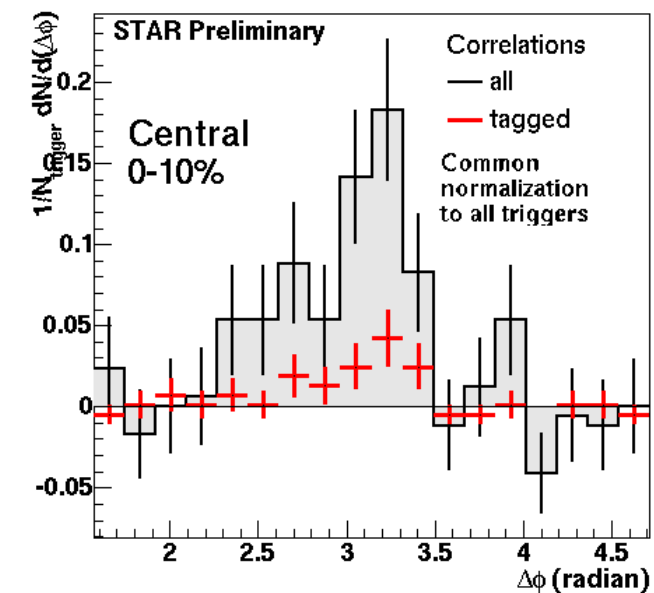 STAR Preliminary
Correlations
all
tagged
Common
normalization
to all triggers
Central
0-10%
1/N_trigger dN/d(Δϕ)
0.2
0.15
0.1
0.05
0
-0.05
2 2.5 3 3.5 4 4.5
Δϕ (radian)